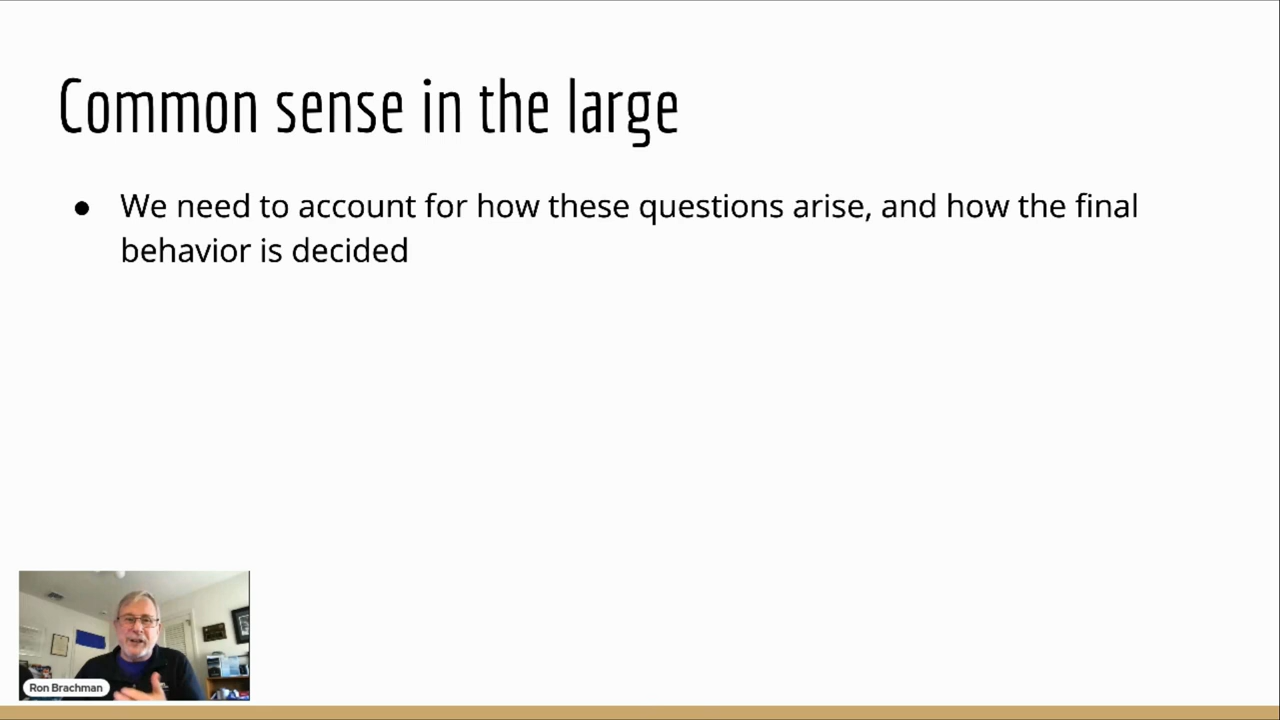 Common sense in the large
● We need to account for how these questions arise, and how the final
behavior is decided
Ron Brachman